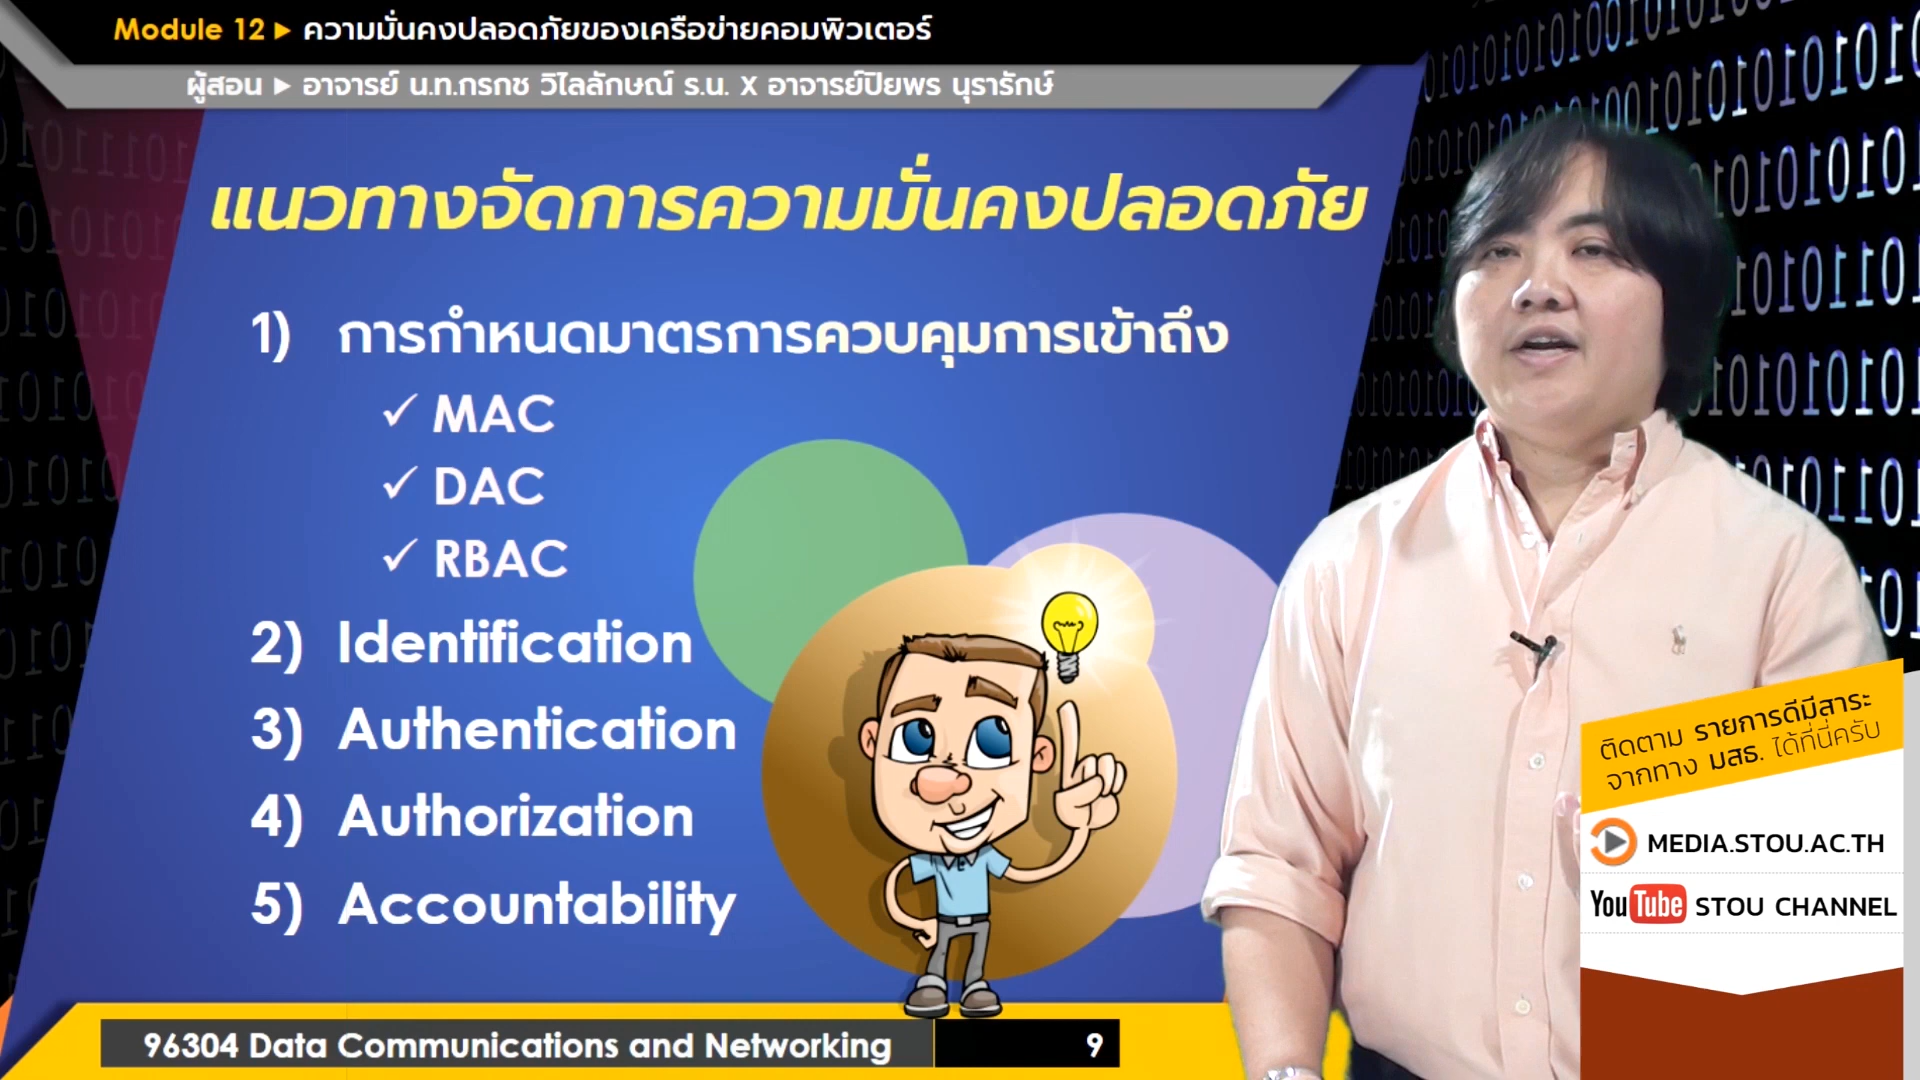 Module 12 ▶ ความมั่นคงปลอดภัยของเครือข่ายคอมพิวเตอร์
ผู้สอน ▶ อาจารย์ น.ท.กรกช วิไลลักษณ์ ร.น. X อาจารย์ปิยพร นุรารักษ์
แนวทางจัดการความมั่นคงปลอดภัย
1) การกำหนดมาตรการควบคุมการเข้าถึง
✓ MAC
✓ DAC
✓ RBAC
2) Identification
3) Authentication
4) Authorization
5) Accountability
ติดตาม รายการดีมีสาระ
จากทาง มสธ. ได้ที่นี่ครับ
MEDIA.STOU.AC.TH
YouTube STOU CHANNEL
96304 Data Communications and Networking 9